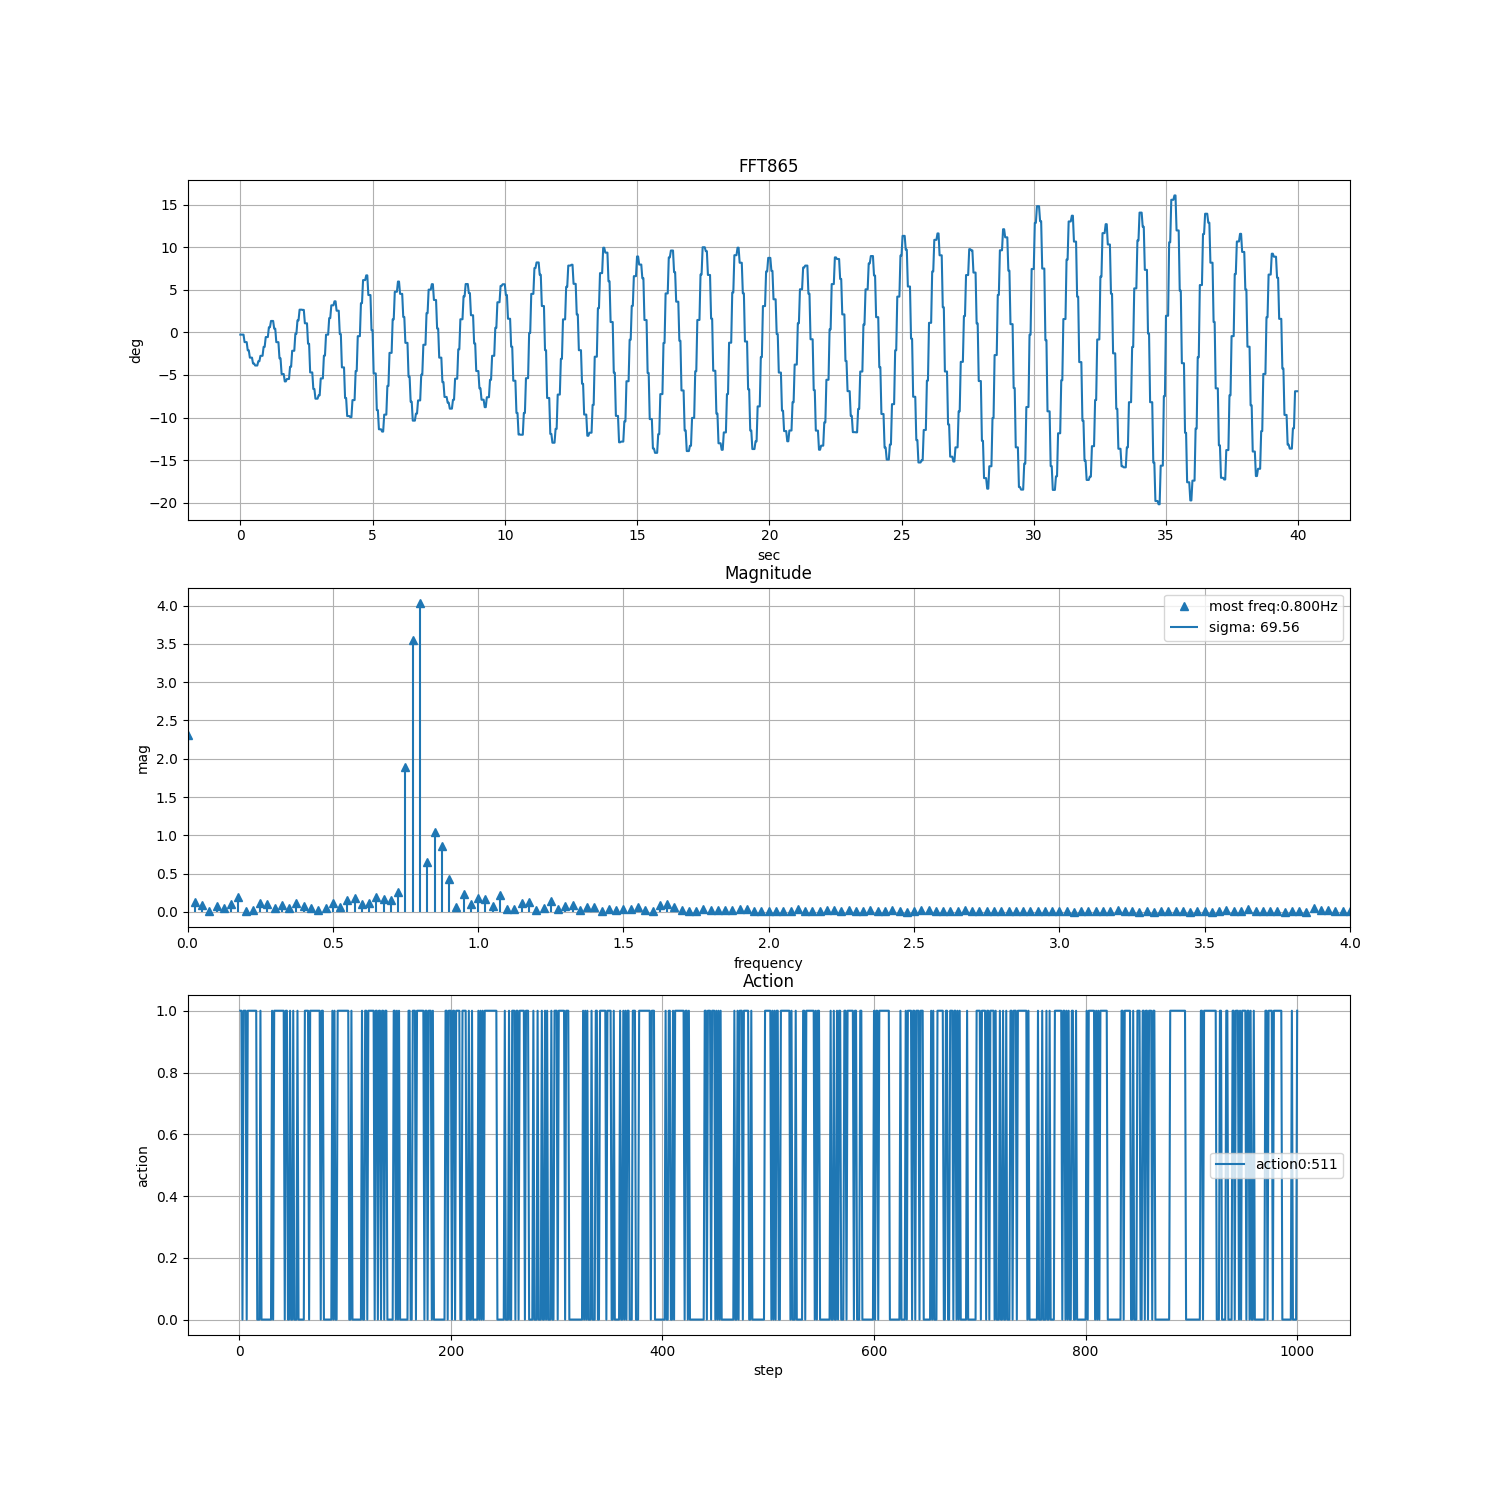 FFT865
15
10
5
0
−5
−10
−15
−20
deg
0 5 10 15 20 25 30 35 40
sec
Magnitude
4.0
3.5
3.0
2.5
2.0
1.5
1.0
0.5
0.0
mag
most freq:0.800Hz
sigma: 69.56
0.0 0.5 1.0 1.5 2.0 2.5 3.0 3.5 4.0
frequency
Action
1.0
0.8
0.6
0.4
0.2
0.0
action
action0:511
0 200 400 600 800 1000
step